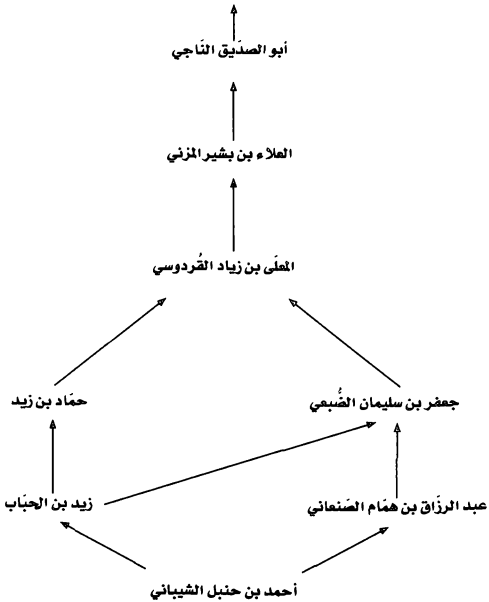 أبو الصدّيق النّاجي
العلاء بن بشير المزني
المعلّى بن زياد القُردوسي
جعفر بن سليمان الضُّبعي
حمّاد بن زيد
عبد الرزّاق بن همّام الصّنعاني
زيد بن الحبّاب
أحمد بن حنبل الشيباني